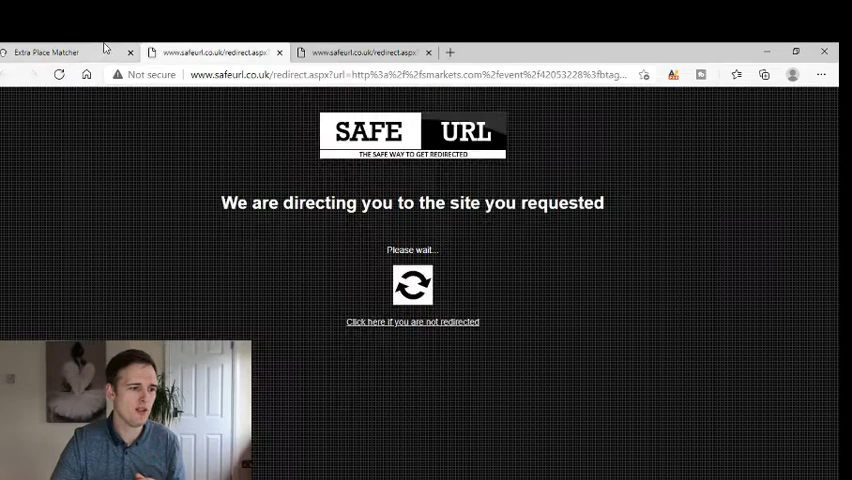 Extra Place Matcher
www.safeurl.co.uk/redirect.aspx?
www.safeurl.co.uk/redirect.aspx?
Not secure
www.safeurl.co.uk/redirect.aspx?url=http%3a%2f%2fsmarkets.com%2fevent%2f42053228%3fbtag...
SAFE URL
THE SAFE WAY TO GET REDIRECTED
We are directing you to the site you requested
Please wait...
Click here if you are not redirected